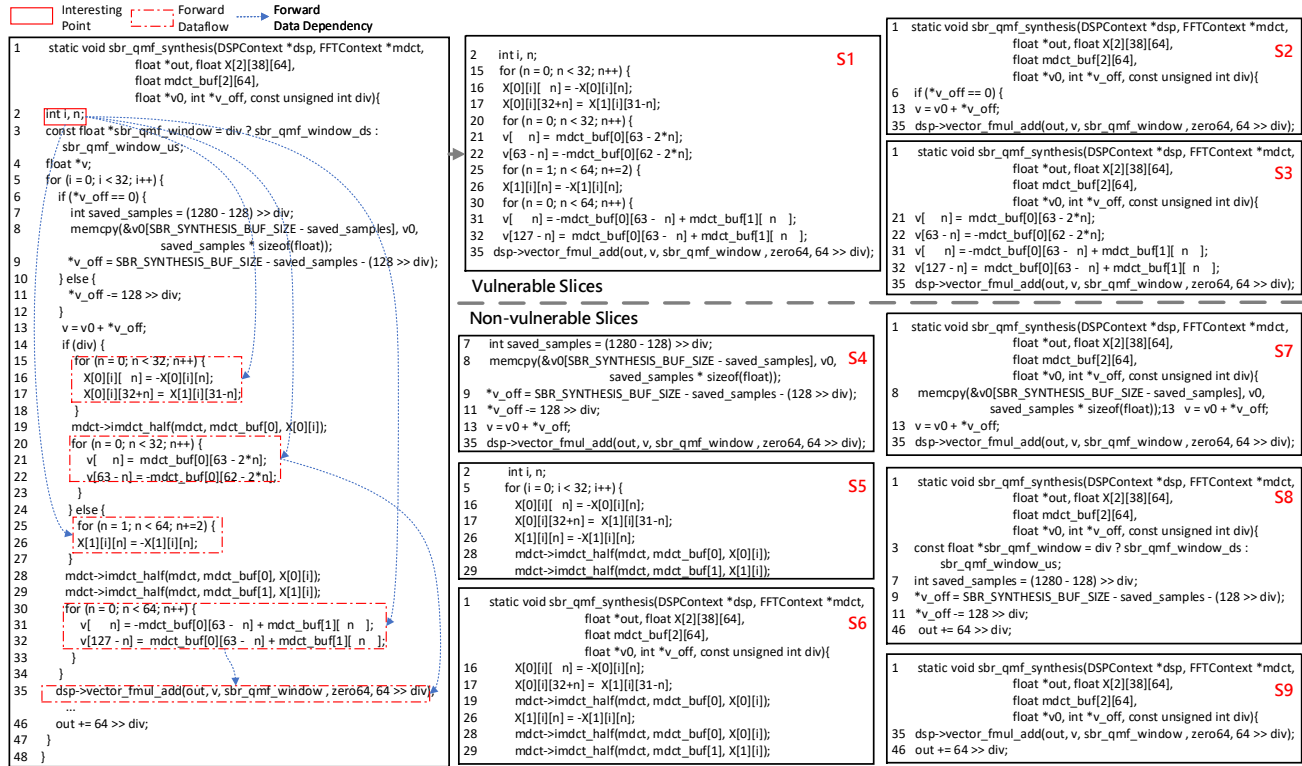 Interesting Point
Forward Dataflow
Forward Data Dependency
1 static void sbr_qmf_synthesis(DSPContext *dsp, FFTContext *mdct,
float *out, float X[2][38][64],
float mdct_buf[2][64],
float *v0, int *v_off, const unsigned int div){
2 int i, n;
3 const float *sbr_qmf_window = div ? sbr_qmf_window_ds :
sbr_qmf_window_us;
4 float *v;
5 for (i = 0; i < 32; i++) {
6 if (*v_off == 0) {
7 int saved_samples = (1280 - 128) >> div;
8 memcpy(&v0[SBR_SYNTHESIS_BUF_SIZE - saved_samples], v0,
saved_samples * sizeof(float));
9 *v_off = SBR_SYNTHESIS_BUF_SIZE - saved_samples - (128 >> div);
10 } else {
11 *v_off -= 128 >> div;
12 }
13 v = v0 + *v_off;
14 if (div) {
15 for (n = 0; n < 32; n++) {
16 X[0][i][ n] = -X[0][i][n];
17 X[0][i][32+n] = X[1][i][31-n];
18 }
19 mdct->imdct_half(mdct, mdct_buf[0], X[0][i]);
20 for (n = 0; n < 32; n++) {
21 v[ n] = mdct_buf[0][63 - 2*n];
22 v[63 - n] = -mdct_buf[0][62 - 2*n];
23 }
24 } else {
25 for (n = 1; n < 64; n+=2) {
26 X[1][i][n] = -X[1][i][n];
27 }
28 mdct->imdct_half(mdct, mdct_buf[0], X[0][i]);
29 mdct->imdct_half(mdct, mdct_buf[1], X[1][i]);
30 for (n = 0; n < 64; n++) {
31 v[ n] = -mdct_buf[0][63 - n] + mdct_buf[1][ n ];
32 v[127 - n] = mdct_buf[0][63 - n] + mdct_buf[1][ n ];
33 }
34 }
35 dsp->vector_fmul_add(out, v, sbr_qmf_window , zero64, 64 >> div);
...
46 out += 64 >> div;
47 }
48 }
S1
2 int i, n;
15 for (n = 0; n < 32; n++) {
16 X[0][i][ n] = -X[0][i][n];
17 X[0][i][32+n] = X[1][i][31-n];
20 for (n = 0; n < 32; n++) {
21 v[ n] = mdct_buf[0][63 - 2*n];
22 v[63 - n] = -mdct_buf[0][62 - 2*n];
25 for (n = 1; n < 64; n+=2) {
26 X[1][i][n] = -X[1][i][n];
30 for (n = 0; n < 64; n++) {
31 v[ n] = -mdct_buf[0][63 - n] + mdct_buf[1][ n ];
32 v[127 - n] = mdct_buf[0][63 - n] + mdct_buf[1][ n ];
35 dsp->vector_fmul_add(out, v, sbr_qmf_window , zero64, 64 >> div);
Vulnerable Slices
1 static void sbr_qmf_synthesis(DSPContext *dsp, FFTContext *mdct,
float *out, float X[2][38][64],
float mdct_buf[2][64],
float *v0, int *v_off, const unsigned int div){
S2
6 if (*v_off == 0) {
13 v = v0 + *v_off;
35 dsp->vector_fmul_add(out, v, sbr_qmf_window , zero64, 64 >> div);
1 static void sbr_qmf_synthesis(DSPContext *dsp, FFTContext *mdct,
float *out, float X[2][38][64],
float mdct_buf[2][64],
float *v0, int *v_off, const unsigned int div){
S3
21 v[ n] = mdct_buf[0][63 - 2*n];
22 v[63 - n] = -mdct_buf[0][62 - 2*n];
31 v[ n] = -mdct_buf[0][63 - n] + mdct_buf[1][ n ];
32 v[127 - n] = mdct_buf[0][63 - n] + mdct_buf[1][ n ];
35 dsp->vector_fmul_add(out, v, sbr_qmf_window , zero64, 64 >> div);
Non-vulnerable Slices
7 int saved_samples = (1280 - 128) >> div;
8 memcpy(&v0[SBR_SYNTHESIS_BUF_SIZE - saved_samples], v0,
saved_samples * sizeof(float));
S4
9 *v_off = SBR_SYNTHESIS_BUF_SIZE - saved_samples - (128 >> div);
11 *v_off -= 128 >> div;
13 v = v0 + *v_off;
35 dsp->vector_fmul_add(out, v, sbr_qmf_window , zero64, 64 >> div);
2 int i, n;
5 for (i = 0; i < 32; i++) {
S5
16 X[0][i][ n] = -X[0][i][n];
17 X[0][i][32+n] = X[1][i][31-n];
26 X[1][i][n] = -X[1][i][n];
28 mdct->imdct_half(mdct, mdct_buf[0], X[0][i]);
29 mdct->imdct_half(mdct, mdct_buf[1], X[1][i]);
1 static void sbr_qmf_synthesis(DSPContext *dsp, FFTContext *mdct,
float *out, float X[2][38][64],
float mdct_buf[2][64],
float *v0, int *v_off, const unsigned int div){
S6
16 X[0][i][ n] = -X[0][i][n];
17 X[0][i][32+n] = X[1][i][31-n];
19 mdct->imdct_half(mdct, mdct_buf[0], X[0][i]);
26 X[1][i][n] = -X[1][i][n];
28 mdct->imdct_half(mdct, mdct_buf[0], X[0][i]);
29 mdct->imdct_half(mdct, mdct_buf[1], X[1][i]);
1 static void sbr_qmf_synthesis(DSPContext *dsp, FFTContext *mdct,
float *out, float X[2][38][64],
float mdct_buf[2][64],
float *v0, int *v_off, const unsigned int div){
S7
8 memcpy(&v0[SBR_SYNTHESIS_BUF_SIZE - saved_samples], v0,
saved_samples * sizeof(float));13 v = v0 + *v_off;
13 v = v0 + *v_off;
35 dsp->vector_fmul_add(out, v, sbr_qmf_window , zero64, 64 >> div);
1 static void sbr_qmf_synthesis(DSPContext *dsp, FFTContext *mdct,
float *out, float X[2][38][64],
float mdct_buf[2][64],
float *v0, int *v_off, const unsigned int div){
S8
3 const float *sbr_qmf_window = div ? sbr_qmf_window_ds :
sbr_qmf_window_us;
7 int saved_samples = (1280 - 128) >> div;
9 *v_off = SBR_SYNTHESIS_BUF_SIZE - saved_samples - (128 >> div);
11 *v_off -= 128 >> div;
46 out += 64 >> div;
1 static void sbr_qmf_synthesis(DSPContext *dsp, FFTContext *mdct,
float *out, float X[2][38][64],
float mdct_buf[2][64],
float *v0, int *v_off, const unsigned int div){
S9
35 dsp->vector_fmul_add(out, v, sbr_qmf_window , zero64, 64 >> div);
46 out += 64 >> div;